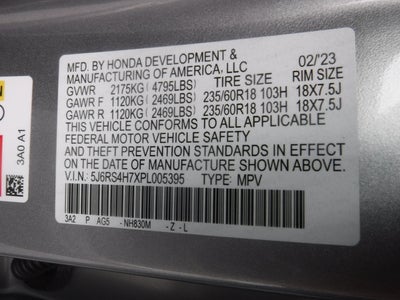 MFD. BY HONDA DEVELOPMENT & 02/'23
MANUFACTURING OF AMERICA, LLC
GVWR 2175KG(4795LBS) TIRE SIZE RIM SIZE
GAWR F 1120KG(2469LBS) 235/60R18 103H 18X7.5J
GAWR R 1120KG(2469LBS) 235/60R18 103H 18X7.5J
THIS VEHICLE CONFORMS TO ALL APPLICABLE
FEDERAL MOTOR VEHICLE SAFETY
AND THEFT PREVENTION STANDARDS IN EFFECT
ON THE DATE OF MANUFACTURE SHOWN ABOVE.
V.I.N.: 5J6RS4H7XPL005395 TYPE: MPV
3A2 P AG5 -NH830M -Z-L
3A0 A1